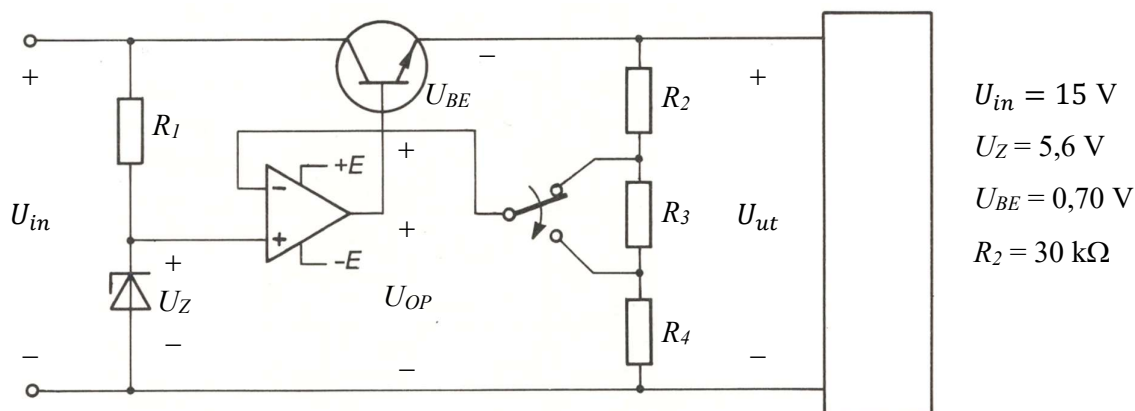 +
−
R2
+
UBE
R1
+E
+
−
Uin
R3
Uut
+
+
−E
+
UZ
UOP
−
R4
−
−
−
Uin = 15 V
UZ = 5,6 V
UBE = 0,70 V
R2 = 30 kΩ